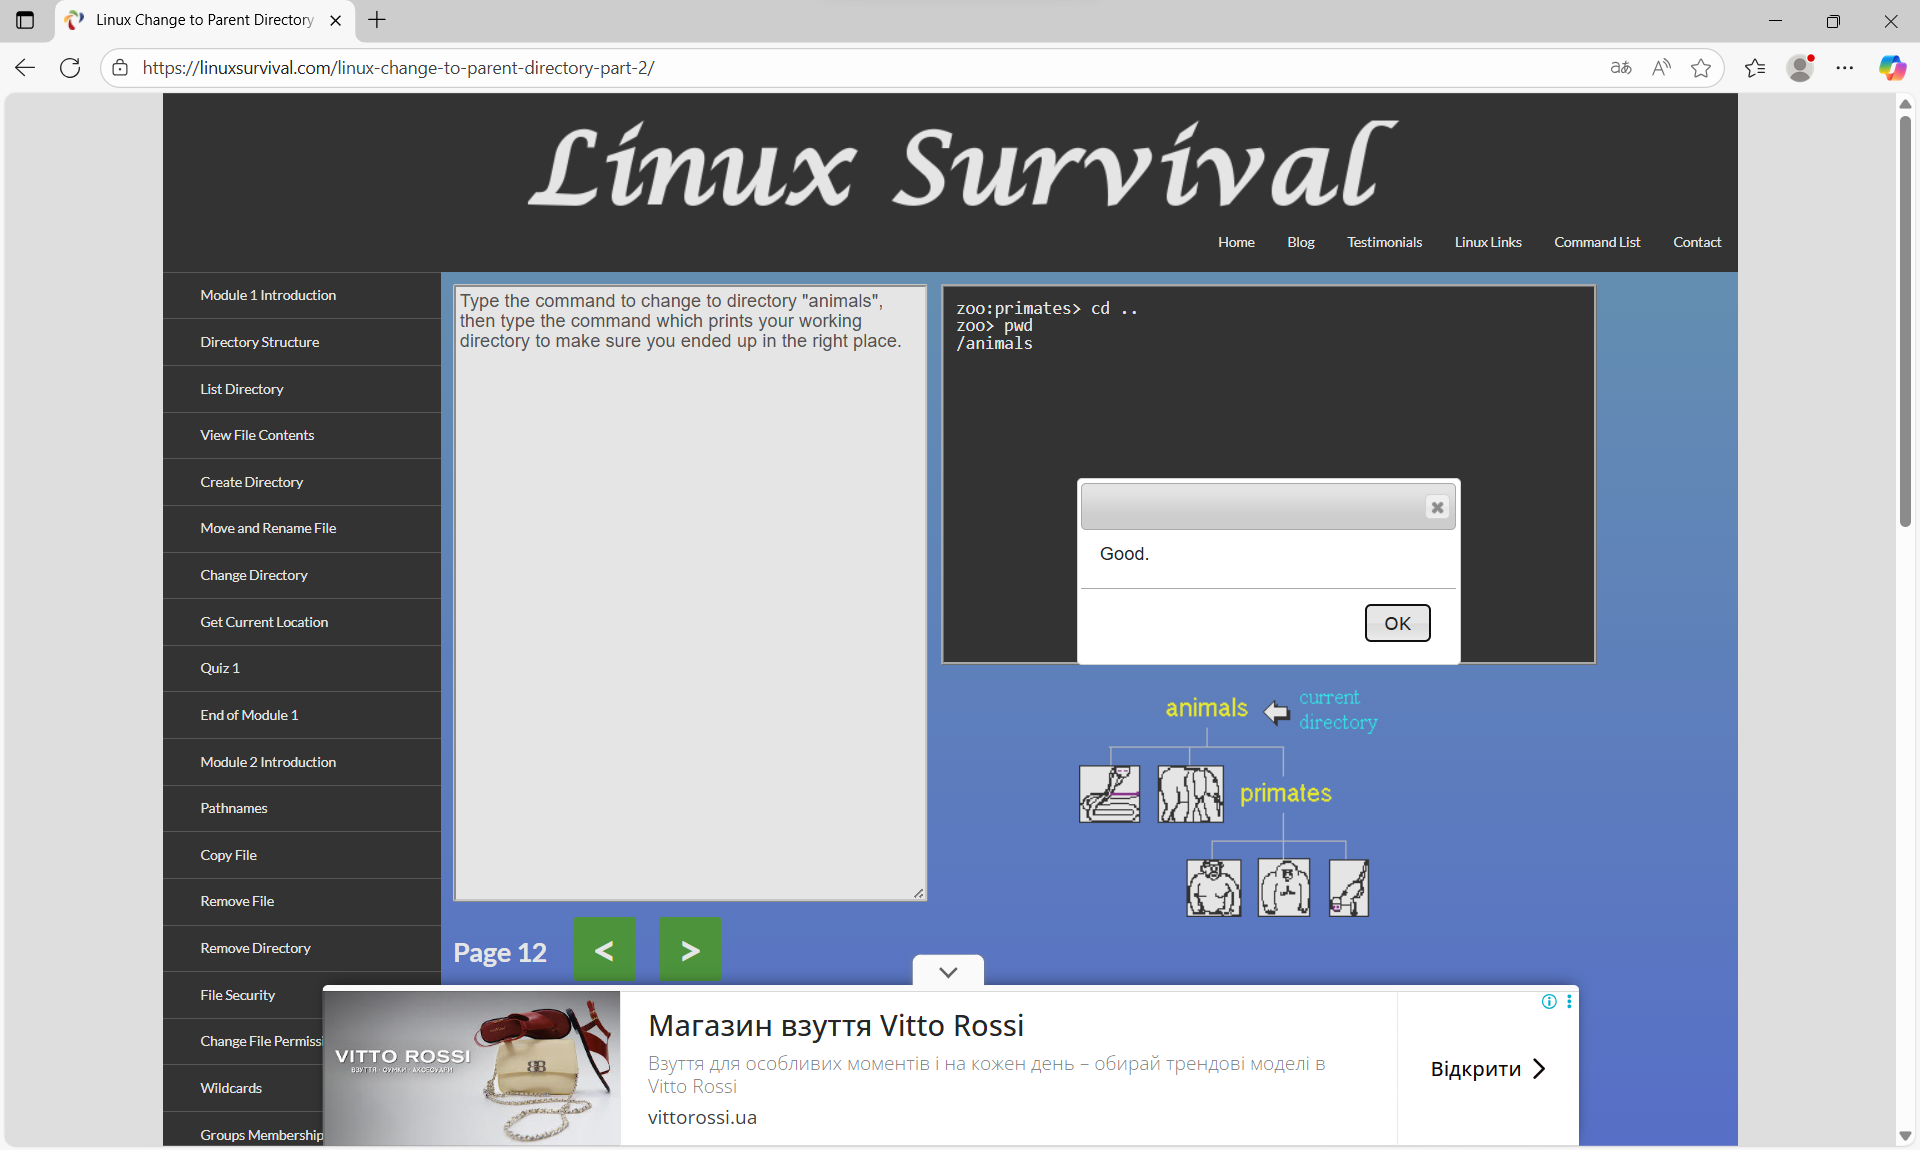 Linux Change to Parent Directory
https://linuxsurvival.com/linux-change-to-parent-directory-part-2/
Linux Survival
Home Blog Testimonials Linux Links Command List Contact
Module 1 Introduction
Directory Structure
List Directory
View File Contents
Create Directory
Move and Rename File
Change Directory
Get Current Location
Quiz 1
End of Module 1
Module 2 Introduction
Pathnames
Copy File
Remove File
Remove Directory
File Security
Change File Permissi
Wildcards
Groups Membership
Type the command to change to directory "animals",
then type the command which prints your working
directory to make sure you ended up in the right place.
zoo:primates> cd ..
zoo> pwd
/animals
Good.
OK
animals
current
directory
primates
Page 12 < >
VITTO ROSSI
ВЗУТТЯ · СУМКИ · АКСЕСУАРИ
Магазин взуття Vitto Rossi
Взуття для особливих моментів і на кожен день – обирай трендові моделі в
Vitto Rossi
vittorossi.ua
Відкрити